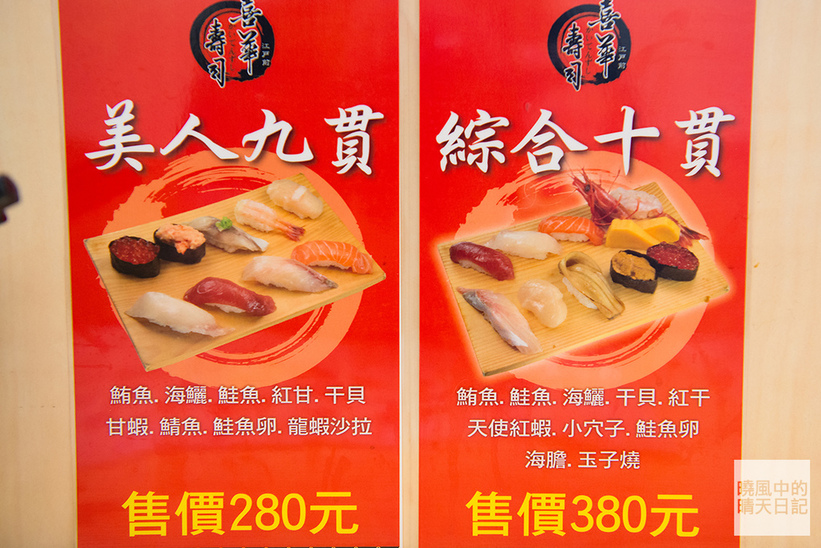 喜華
壽司
江戸前
美人九貫
鮪魚.海鱺.鮭魚.紅甘.干貝
甘蝦.鯖魚.鮭魚卵.龍蝦沙拉
售價280元
喜華
壽司
江戸前
綜合十貫
鮪魚.鮭魚.海鱺.干貝.紅干
天使紅蝦.小穴子.鮭魚卵
海膽.玉子燒
售價380元
曉風中的
晴天日記